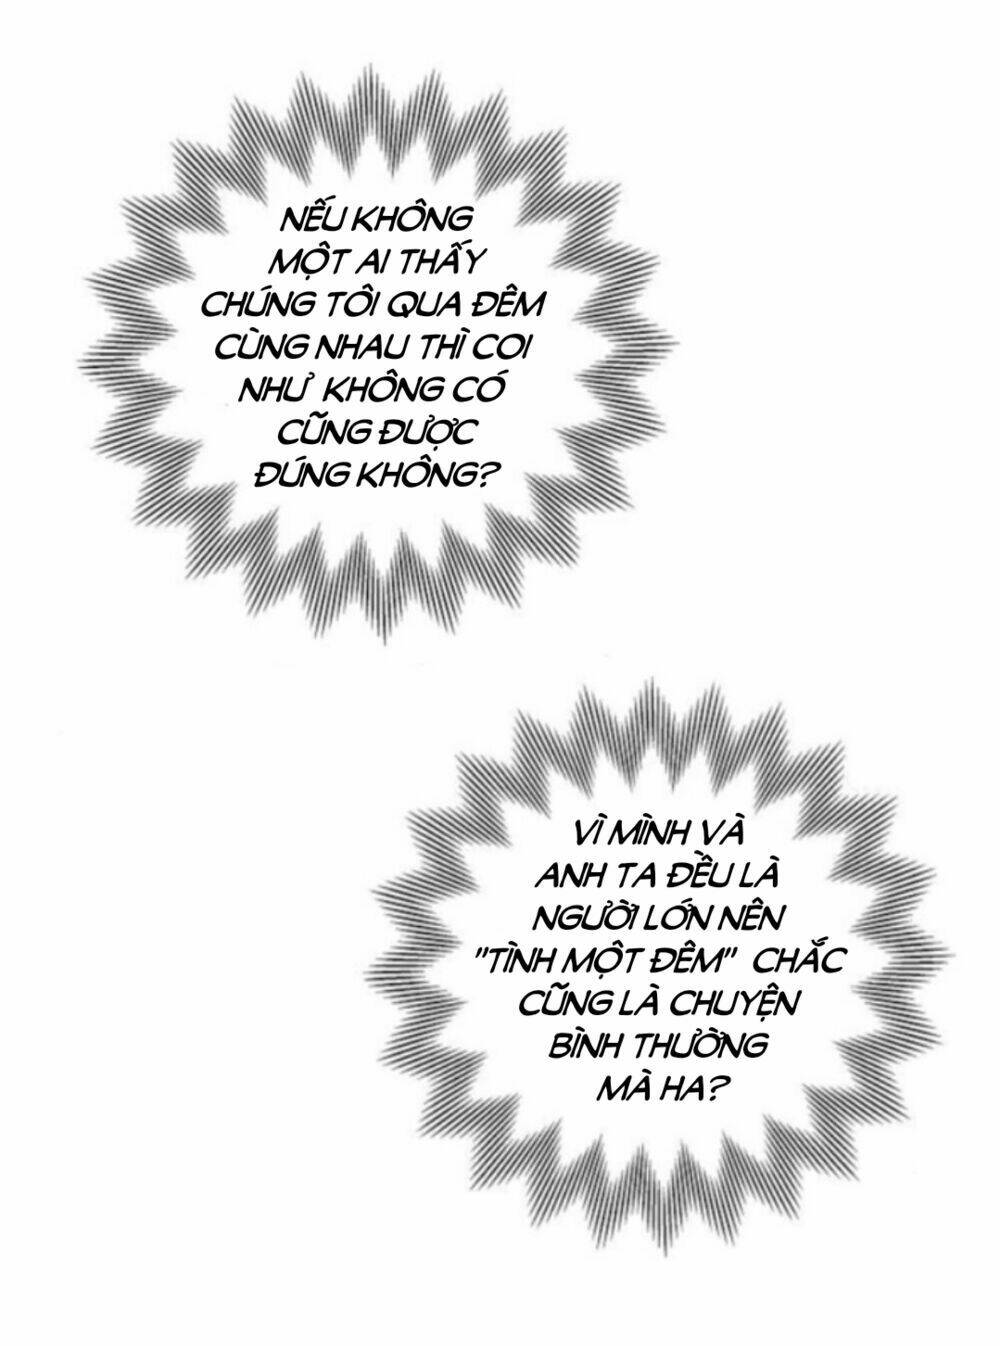 NẾU KHÔNG
MỘT AI THẤY
CHÚNG TÔI QUA ĐÊM
CÙNG NHAU THÌ COI
NHƯ KHÔNG CÓ
CŨNG ĐƯỢC
ĐÚNG KHÔNG?
VÌ MÌNH VÀ
ANH TA ĐỀU LÀ
NGƯỜI LỚN NÊN
"TÌNH MỘT ĐÊM" CHẮC
CŨNG LÀ CHUYỆN
BÌNH THƯỜNG
MÀ HA?